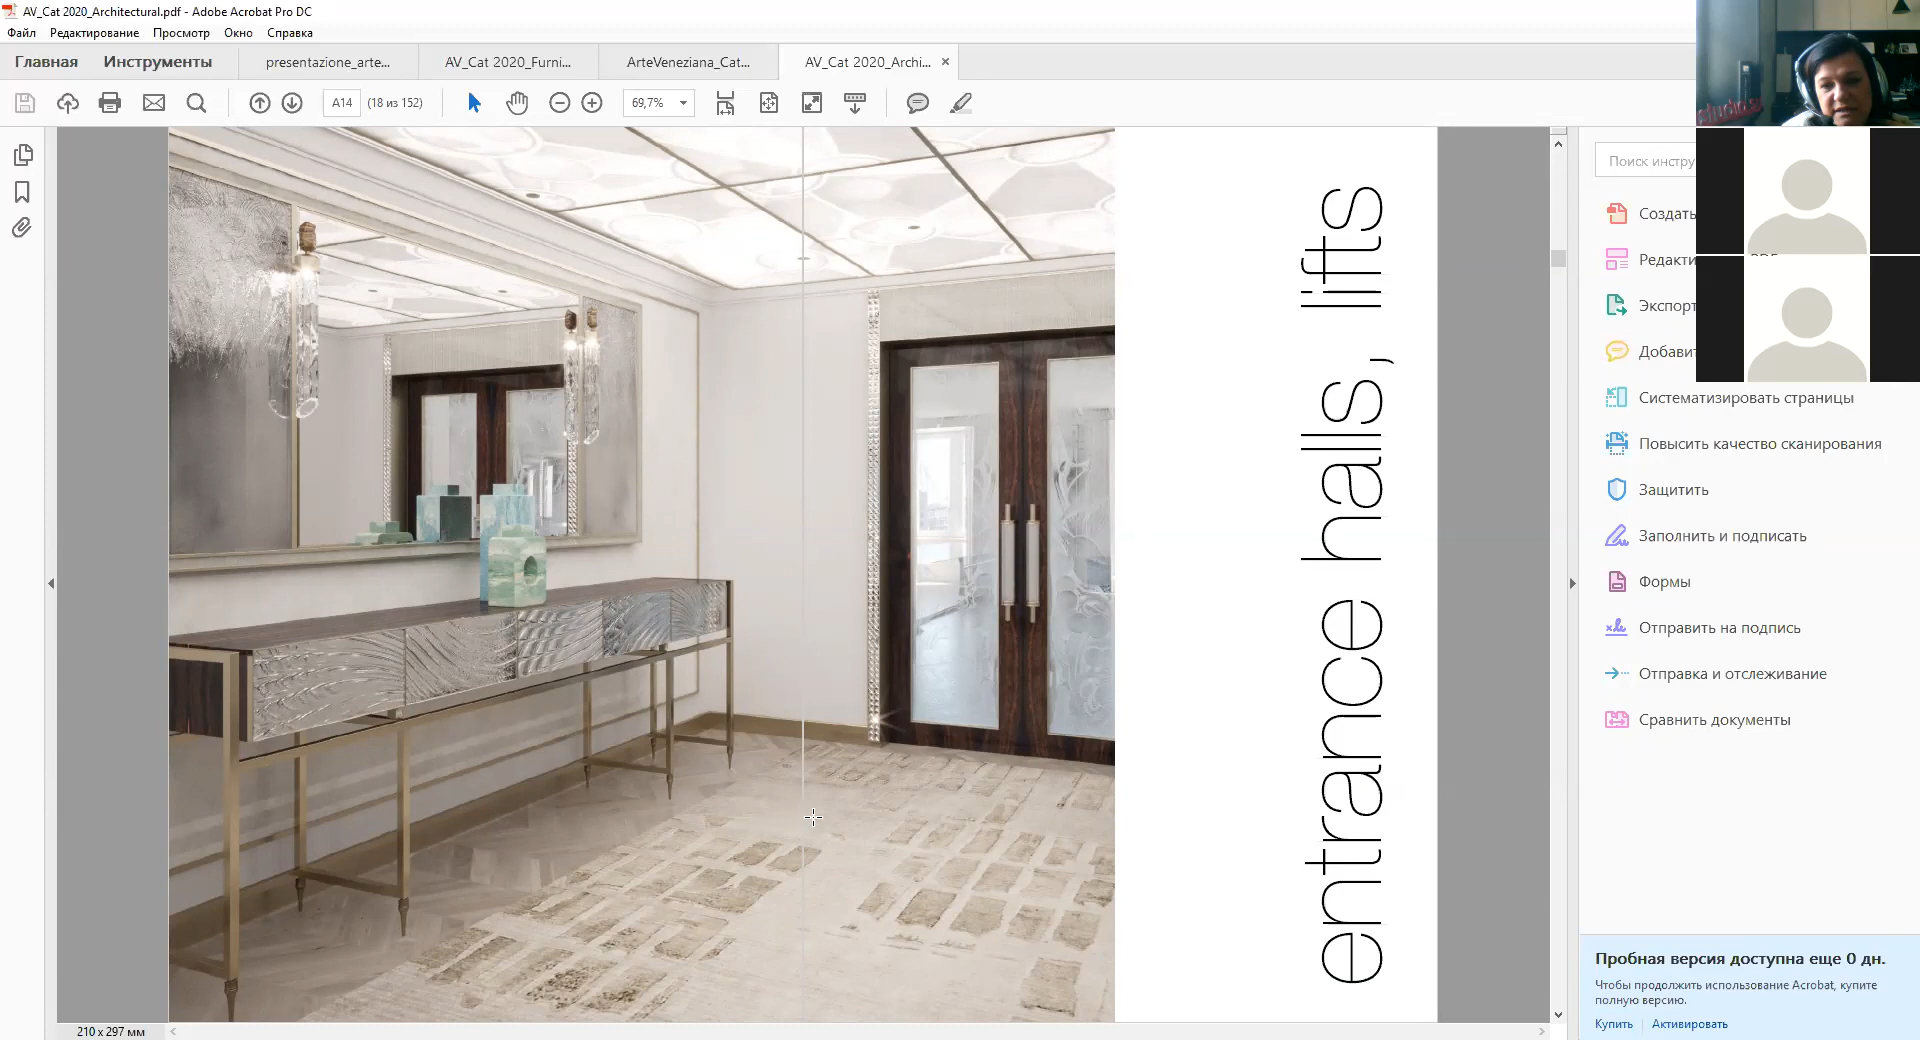 AV_Cat 2020_Architectural.pdf - Adobe Acrobat Pro DC
Файл Редактирование Просмотр Окно Справка
Главная Инструменты presentazione_arte... AV_Cat 2020_Furni... ArteVeneziana_Cat... AV_Cat 2020_Archi...
A14 (18 из 152) 69,7%
Поиск инстру
Создать
Редакти
Экспорт
Добавит
Систематизировать страницы
Повысить качество сканирования
Защитить
Заполнить и подписать
Формы
Отправить на подпись
Отправка и отслеживание
Сравнить документы
entrance halls, lifts
Пробная версия доступна еще 0 дн.
Чтобы продолжить использование Acrobat, купите
полную версию.
Купить Активировать
210 x 297 мм